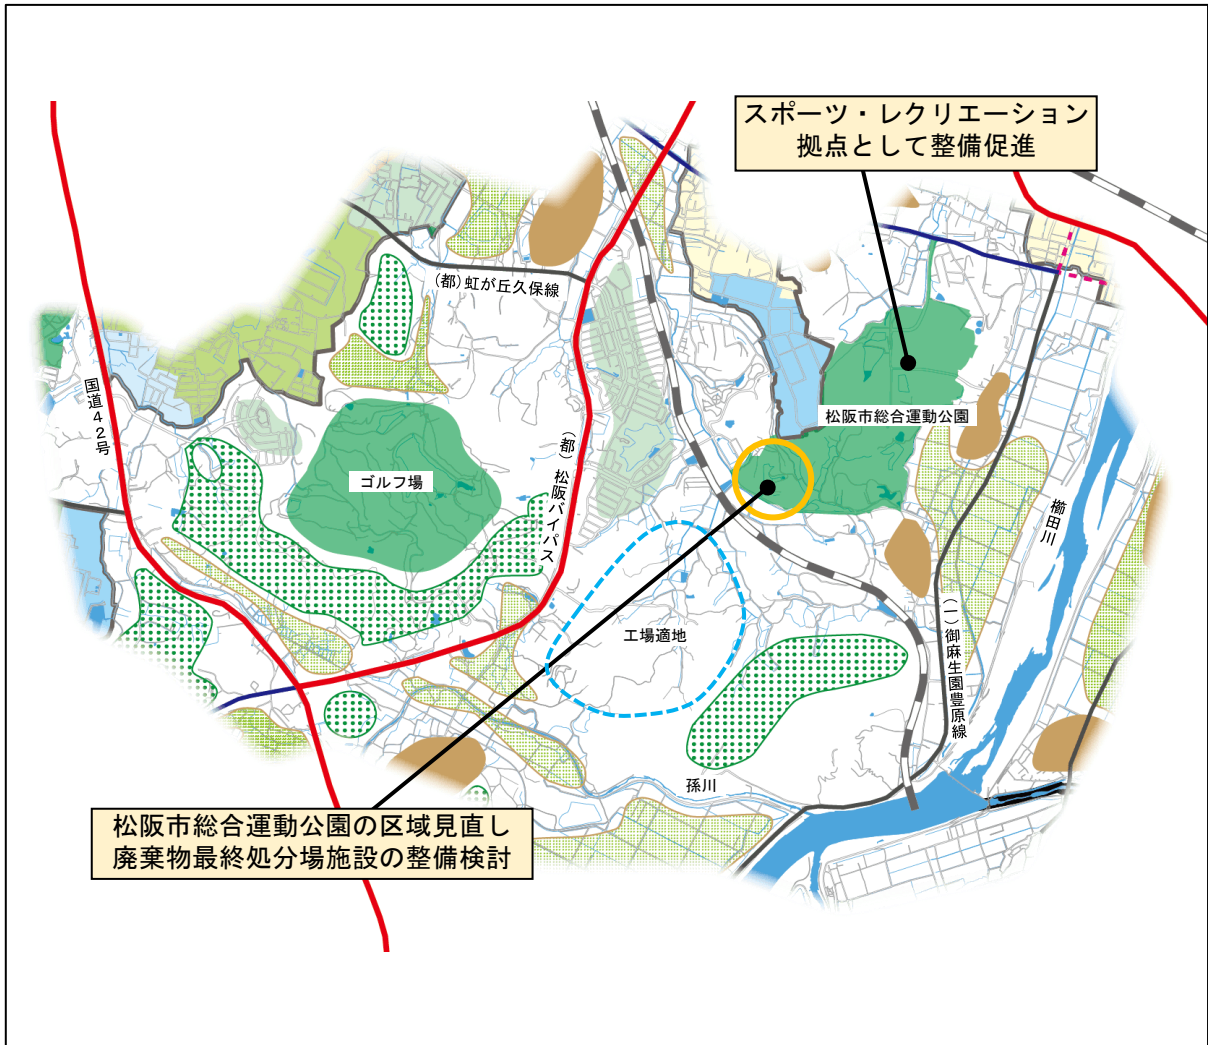 スポーツ・レクリエーション
拠点として整備促進
(都)虹が丘久保線
国道42号
松阪市総合運動公園
ゴルフ場
(都)松阪バイパス
櫛田川
工場適地
(一)御麻生園豊原線
孫川
松阪市総合運動公園の区域見直し
廃棄物最終処分場施設の整備検討